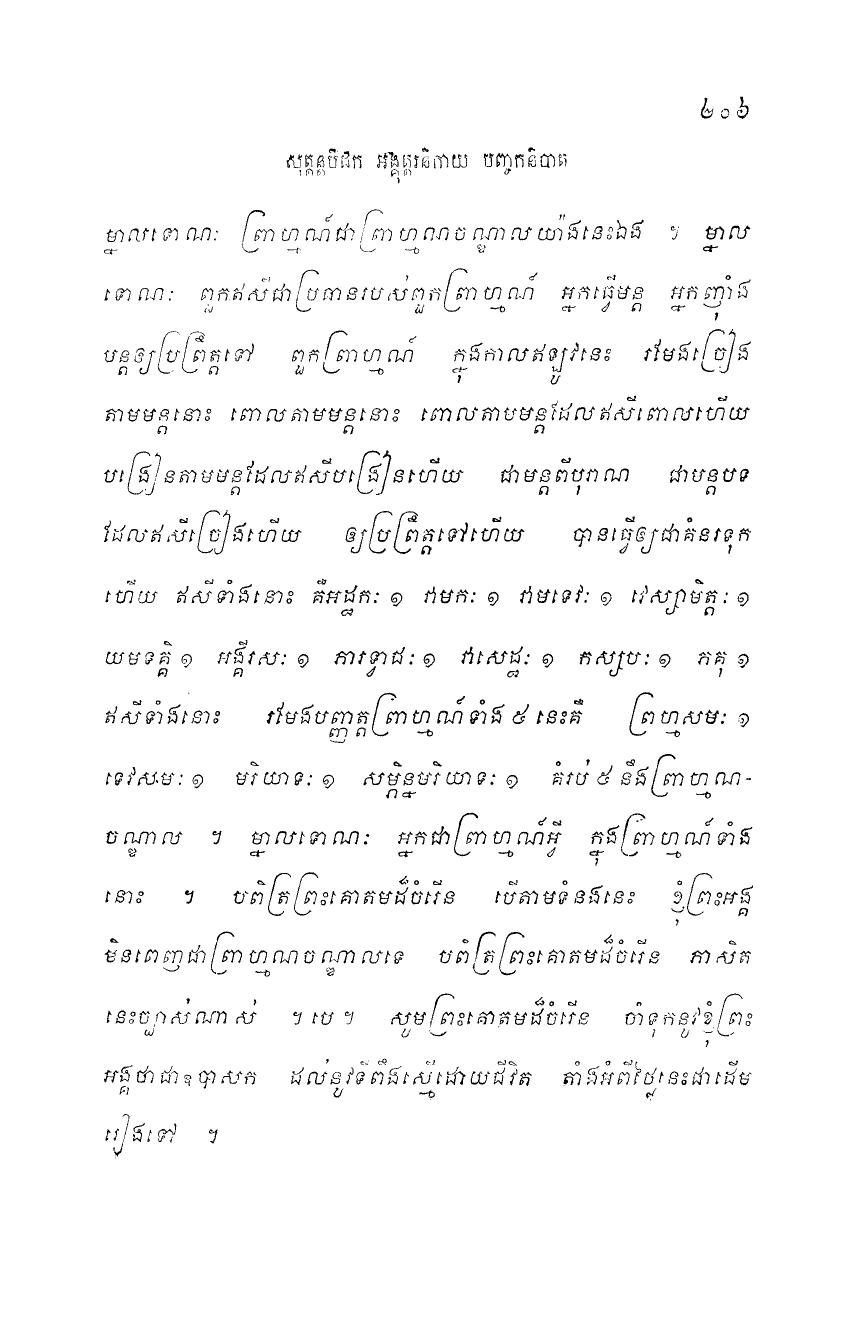 ២០៦
សុត្តន្តបិដក អង្គុត្តរនិកាយ បញ្ចកនិបាត
ម្នាលទោណៈ ព្រាហ្មណ៍ជាព្រាហ្មណចណ្ឌាលយ៉ាងនេះឯង ។ ម្នាល
ទោណៈ ពួកឥសីជាប្រធានរបស់ពួកព្រាហ្មណ៍ អ្នកធ្វើមន្ត អ្នកញ៉ាំង
មន្តឲ្យប្រព្រឹត្តទៅ ពួកព្រាហ្មណ៍ ក្នុងកាលឥឡូវនេះ រមែងច្រៀង
តាមមន្តនោះ ពោលតាមមន្តនោះ ពោលតាមមន្តដែលឥសីពោលហើយ
បង្រៀនតាមមន្តដែលឥសីបង្រៀនហើយ ជាមន្តពីបុរាណ ជាមន្តបទ
ដែលឥសីច្រៀងហើយ ឲ្យប្រព្រឹត្តទៅហើយ បានធ្វើឲ្យជាគំនរទុក
ហើយ ឥសីទាំងនោះ គឺអដ្ឋកៈ ១ វាមកៈ ១ វាមទេវៈ ១ វេស្សាមិត្តៈ ១
យមទគ្គិ ១ អង្គីរសៈ ១ ភារទ្វាជៈ ១ វាសេដ្ឋៈ ១ កស្សបៈ ១ ភគុ ១
ឥសីទាំងនោះ រមែងបញ្ញត្តព្រាហ្មណ៍ទាំង ៥ នេះគឺ ព្រហ្មសមៈ ១
ទេវសមៈ ១ មរិយាទៈ ១ សម្ភិន្នមរិយាទៈ ១ គំរប់ ៥ នឹងព្រាហ្មណ-
ចណ្ឌាល ។ ម្នាលទោណៈ អ្នកជាព្រាហ្មណ៍អ្វី ក្នុងព្រាហ្មណ៍ទាំង
នោះ ។ បពិត្រព្រះគោតមដ៏ចំរើន បើតាមទំនងនេះ ខ្ញុំព្រះអង្គ
មិនពេញជាព្រាហ្មណចណ្ឌាលទេ បពិត្រព្រះគោតមដ៏ចំរើន ភាសិត
នេះច្បាស់ណាស់ ។ បេ ។ សូមព្រះគោតមដ៏ចំរើន ចាំទុកនូវខ្ញុំព្រះ
អង្គថាជាឧបាសក ដល់នូវទីពឹងស្មើដោយជីវិត តាំងអំពីថ្ងៃនេះជាដើម
រៀងទៅ ។